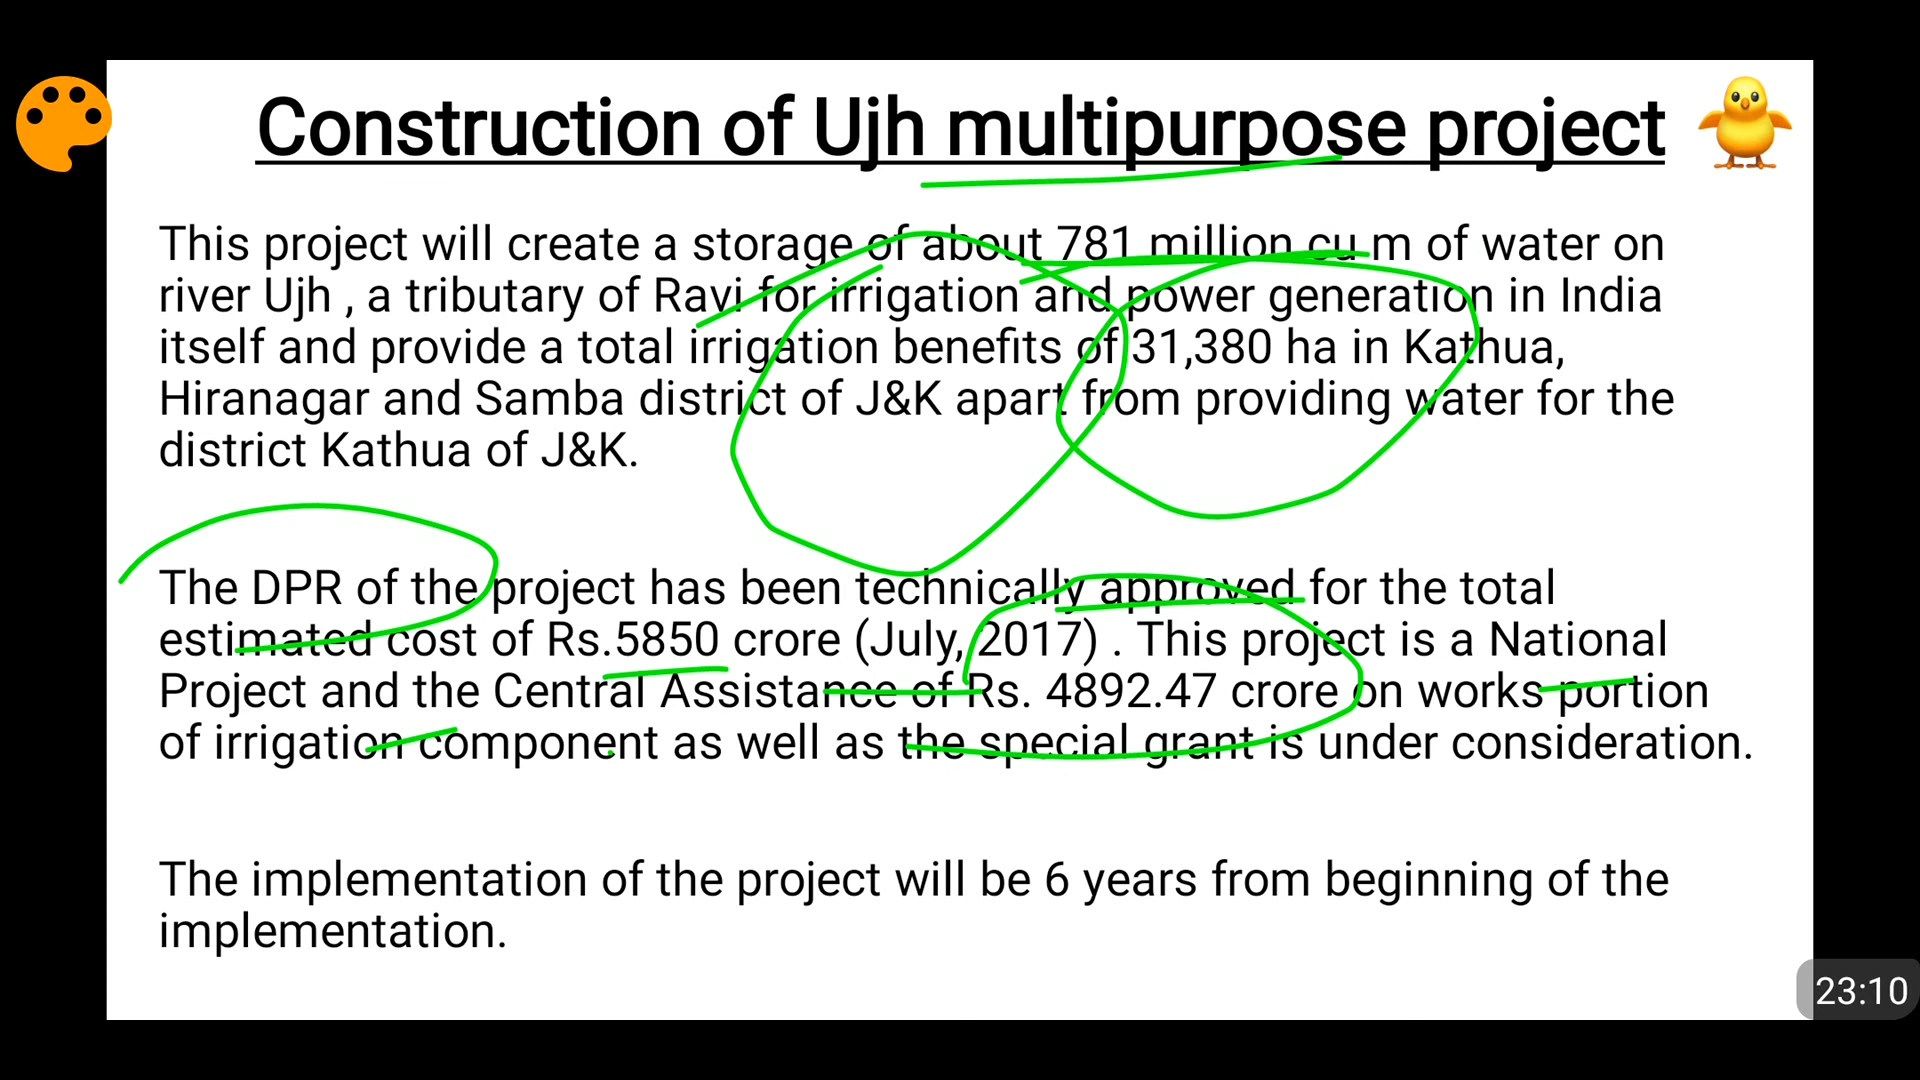 Construction of Ujh multipurpose project
This project will create a storage of about 781 million cu m of water on
river Ujh , a tributary of Ravi for irrigation and power generation in India
itself and provide a total irrigation benefits of 31,380 ha in Kathua,
Hiranagar and Samba district of J&K apart from providing water for the
district Kathua of J&K.
The DPR of the project has been technically approved for the total
estimated cost of Rs.5850 crore (July, 2017) . This project is a National
Project and the Central Assistance of Rs. 4892.47 crore on works portion
of irrigation component as well as the special grant is under consideration.
The implementation of the project will be 6 years from beginning of the
implementation.
23:10